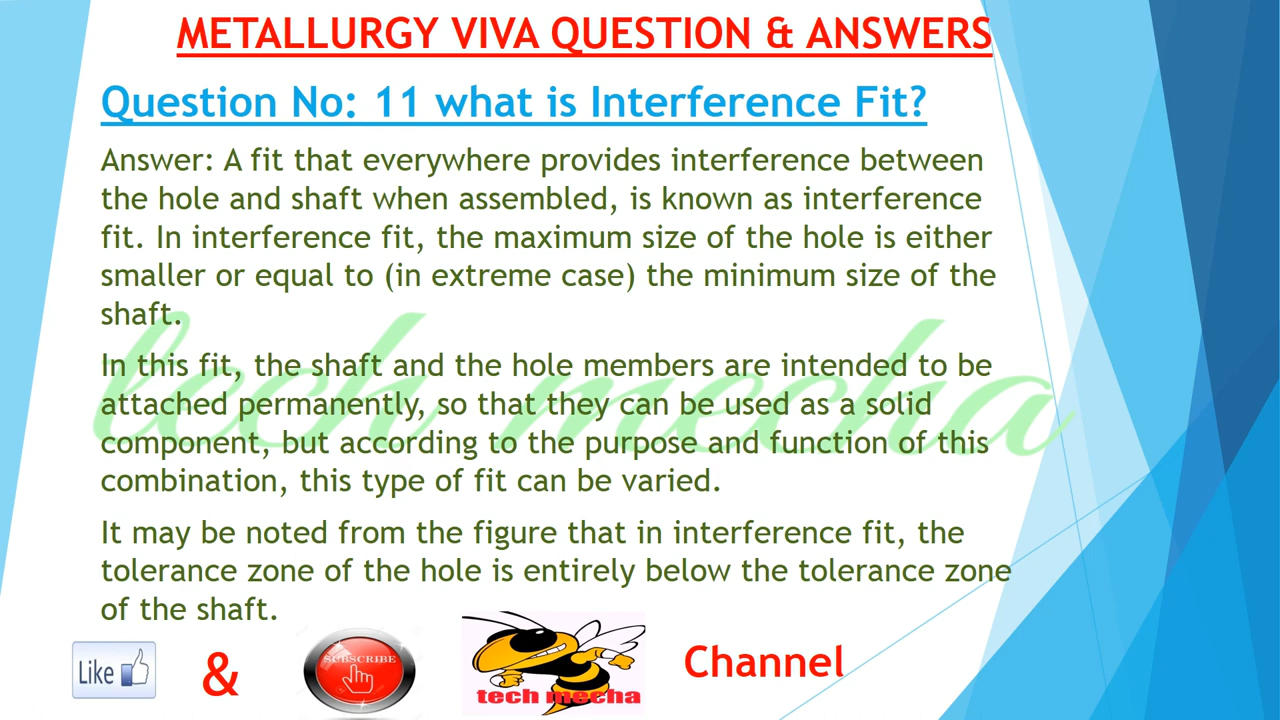 METALLURGY VIVA QUESTION & ANSWERS
Question No: 11 what is Interference Fit?
Answer: A fit that everywhere provides interference between
the hole and shaft when assembled, is known as interference
fit. In interference fit, the maximum size of the hole is either
smaller or equal to (in extreme case) the minimum size of the
shaft.
In this fit, the shaft and the hole members are intended to be
attached permanently, so that they can be used as a solid
component, but according to the purpose and function of this
combination, this type of fit can be varied.
It may be noted from the figure that in interference fit, the
tolerance zone of the hole is entirely below the tolerance zone
of the shaft.
tech mecha
Like & SUBSCRIBE tech mecha Channel